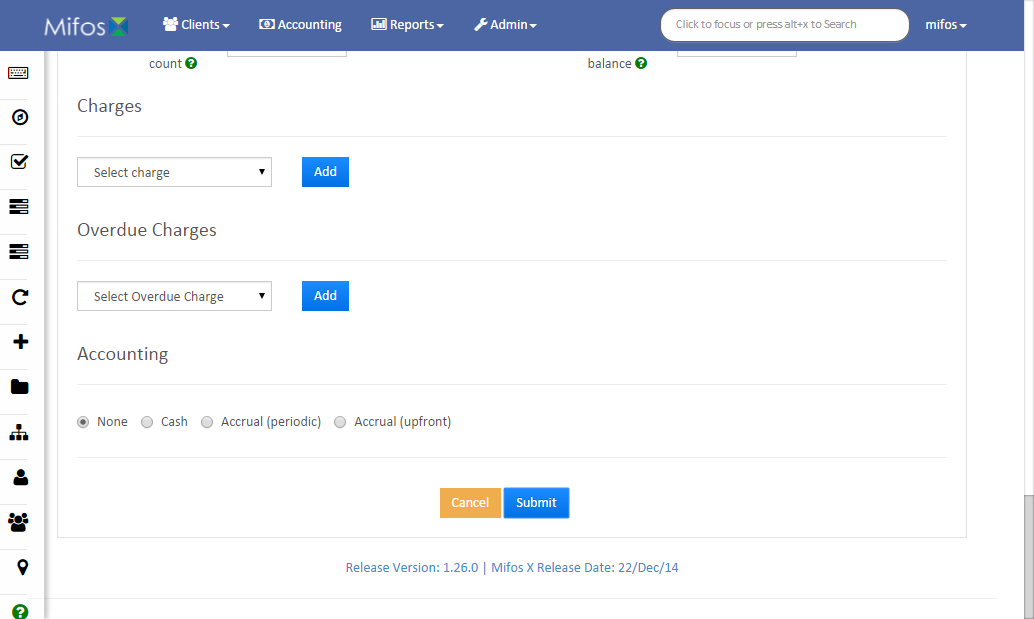 Mifos Clients Accounting Reports Admin Click to focus or press alt+x to Search mifos
count balance
Charges
Select charge Add
Overdue Charges
Select Overdue Charge Add
Accounting
None Cash Accrual (periodic) Accrual (upfront)
Cancel Submit
Release Version: 1.26.0 | Mifos X Release Date: 22/Dec/14